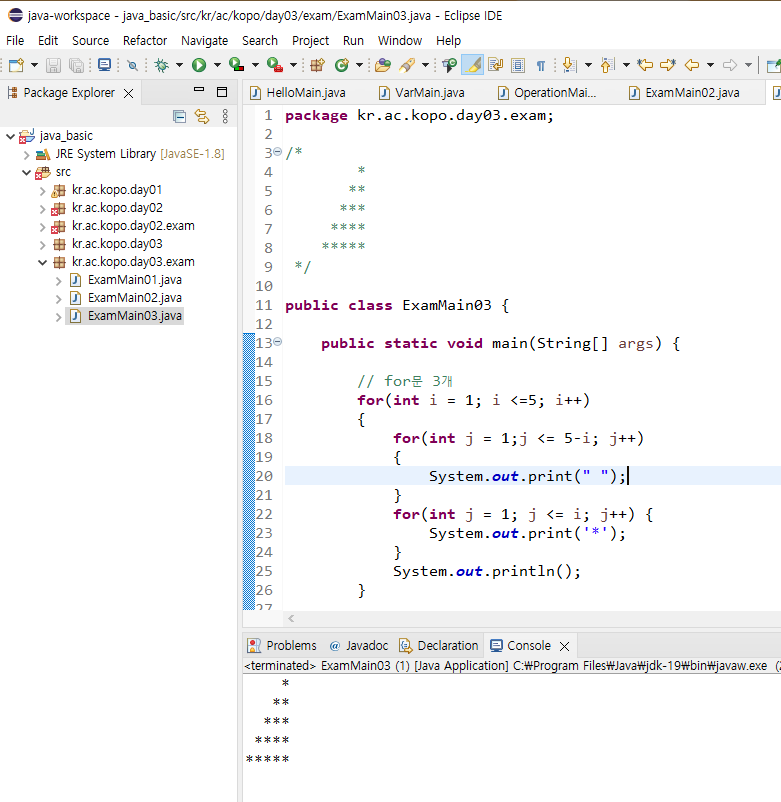 java-workspace - java_basic/src/kr/ac/kopo/day03/exam/ExamMain03.java - Eclipse IDE
File Edit Source Refactor Navigate Search Project Run Window Help
Package Explorer
java_basic
JRE System Library [JavaSE-1.8]
src
kr.ac.kopo.day01
kr.ac.kopo.day02
kr.ac.kopo.day02.exam
kr.ac.kopo.day03
kr.ac.kopo.day03.exam
ExamMain01.java
ExamMain02.java
ExamMain03.java
HelloMain.java VarMain.java OperationMai... ExamMain02.java
1 package kr.ac.kopo.day03.exam;
2
3 /*
4         *
5        **
6       ***
7      ****
8     *****
9  */
10
11 public class ExamMain03 {
12
13     public static void main(String[] args) {
14
15         // for문 3개
16         for(int i = 1; i <=5; i++)
17         {
18             for(int j = 1;j <= 5-i; j++)
19             {
20                 System.out.print(" ");
21             }
22             for(int j = 1; j <= i; j++) {
23                 System.out.print('*');
24             }
25             System.out.println();
26         }
27
Problems @ Javadoc Declaration Console
<terminated> ExamMain03 (1) [Java Application] C:₩Program Files₩Java₩jdk-19₩bin₩javaw.exe
    *
   **
  ***
 ****
*****